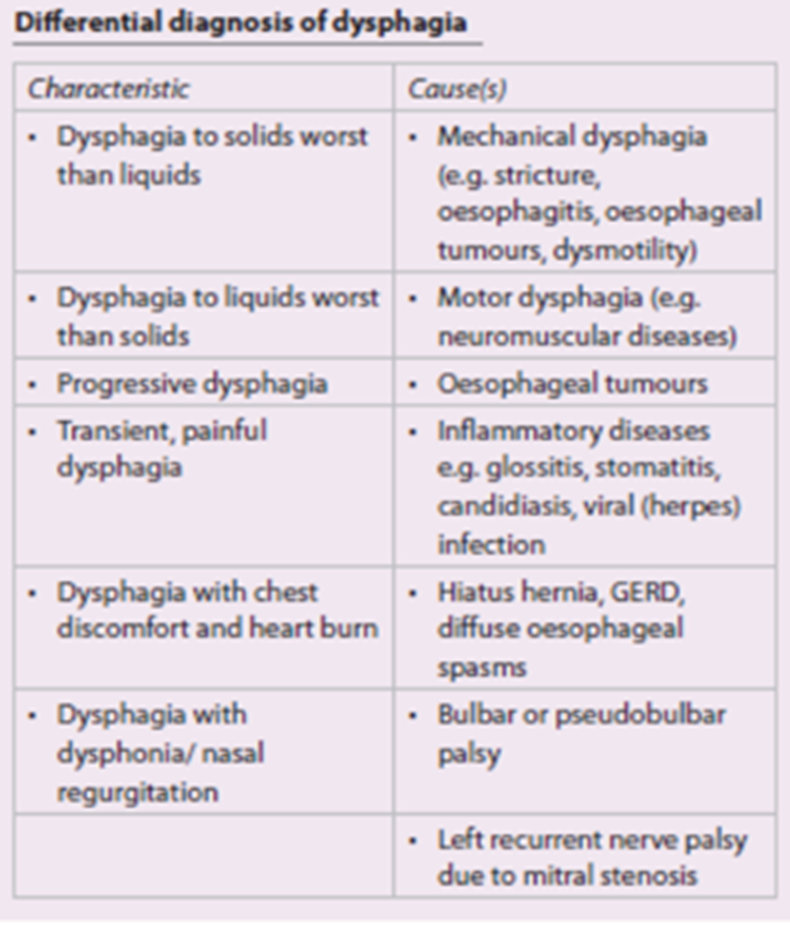 Differential diagnosis of dysphagia
Characteristic
Cause(s)
• Dysphagia to solids worst
than liquids
• Mechanical dysphagia
(e.g. stricture,
oesophagitis, oesophageal
tumours, dysmotility)
• Dysphagia to liquids worst
than solids
• Motor dysphagia (e.g.
neuromuscular diseases)
• Progressive dysphagia
• Oesophageal tumours
• Transient, painful
dysphagia
• Inflammatory diseases
e.g. glossitis, stomatitis,
candidiasis, viral (herpes)
infection
• Dysphagia with chest
discomfort and heart burn
• Hiatus hernia, GERD,
diffuse oesophageal
spasms
• Dysphagia with
dysphonia/ nasal
regurgitation
• Bulbar or pseudobulbar
palsy
• Left recurrent nerve palsy
due to mitral stenosis